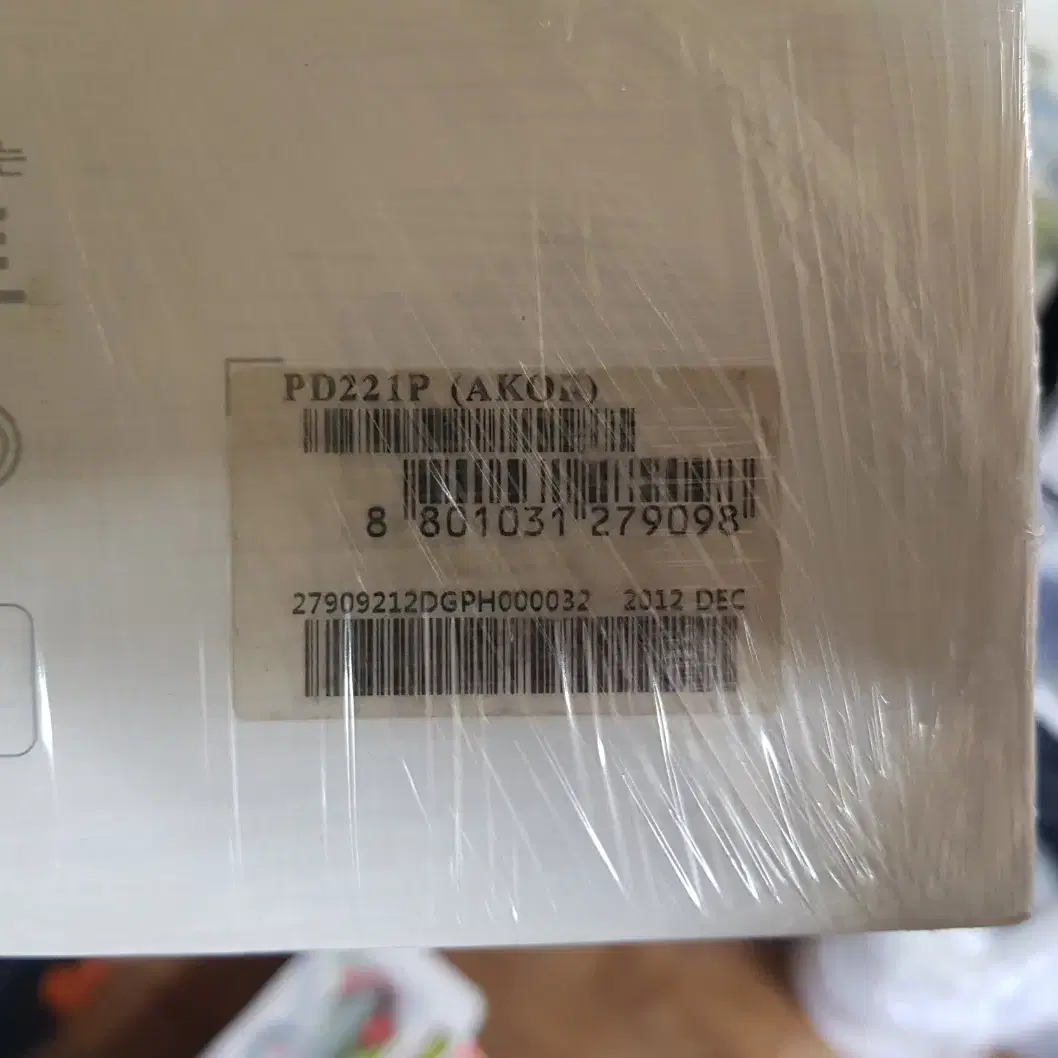 PD221P (AKOR)
8 801031 279098
27909212DGPH000032 2012 DEC